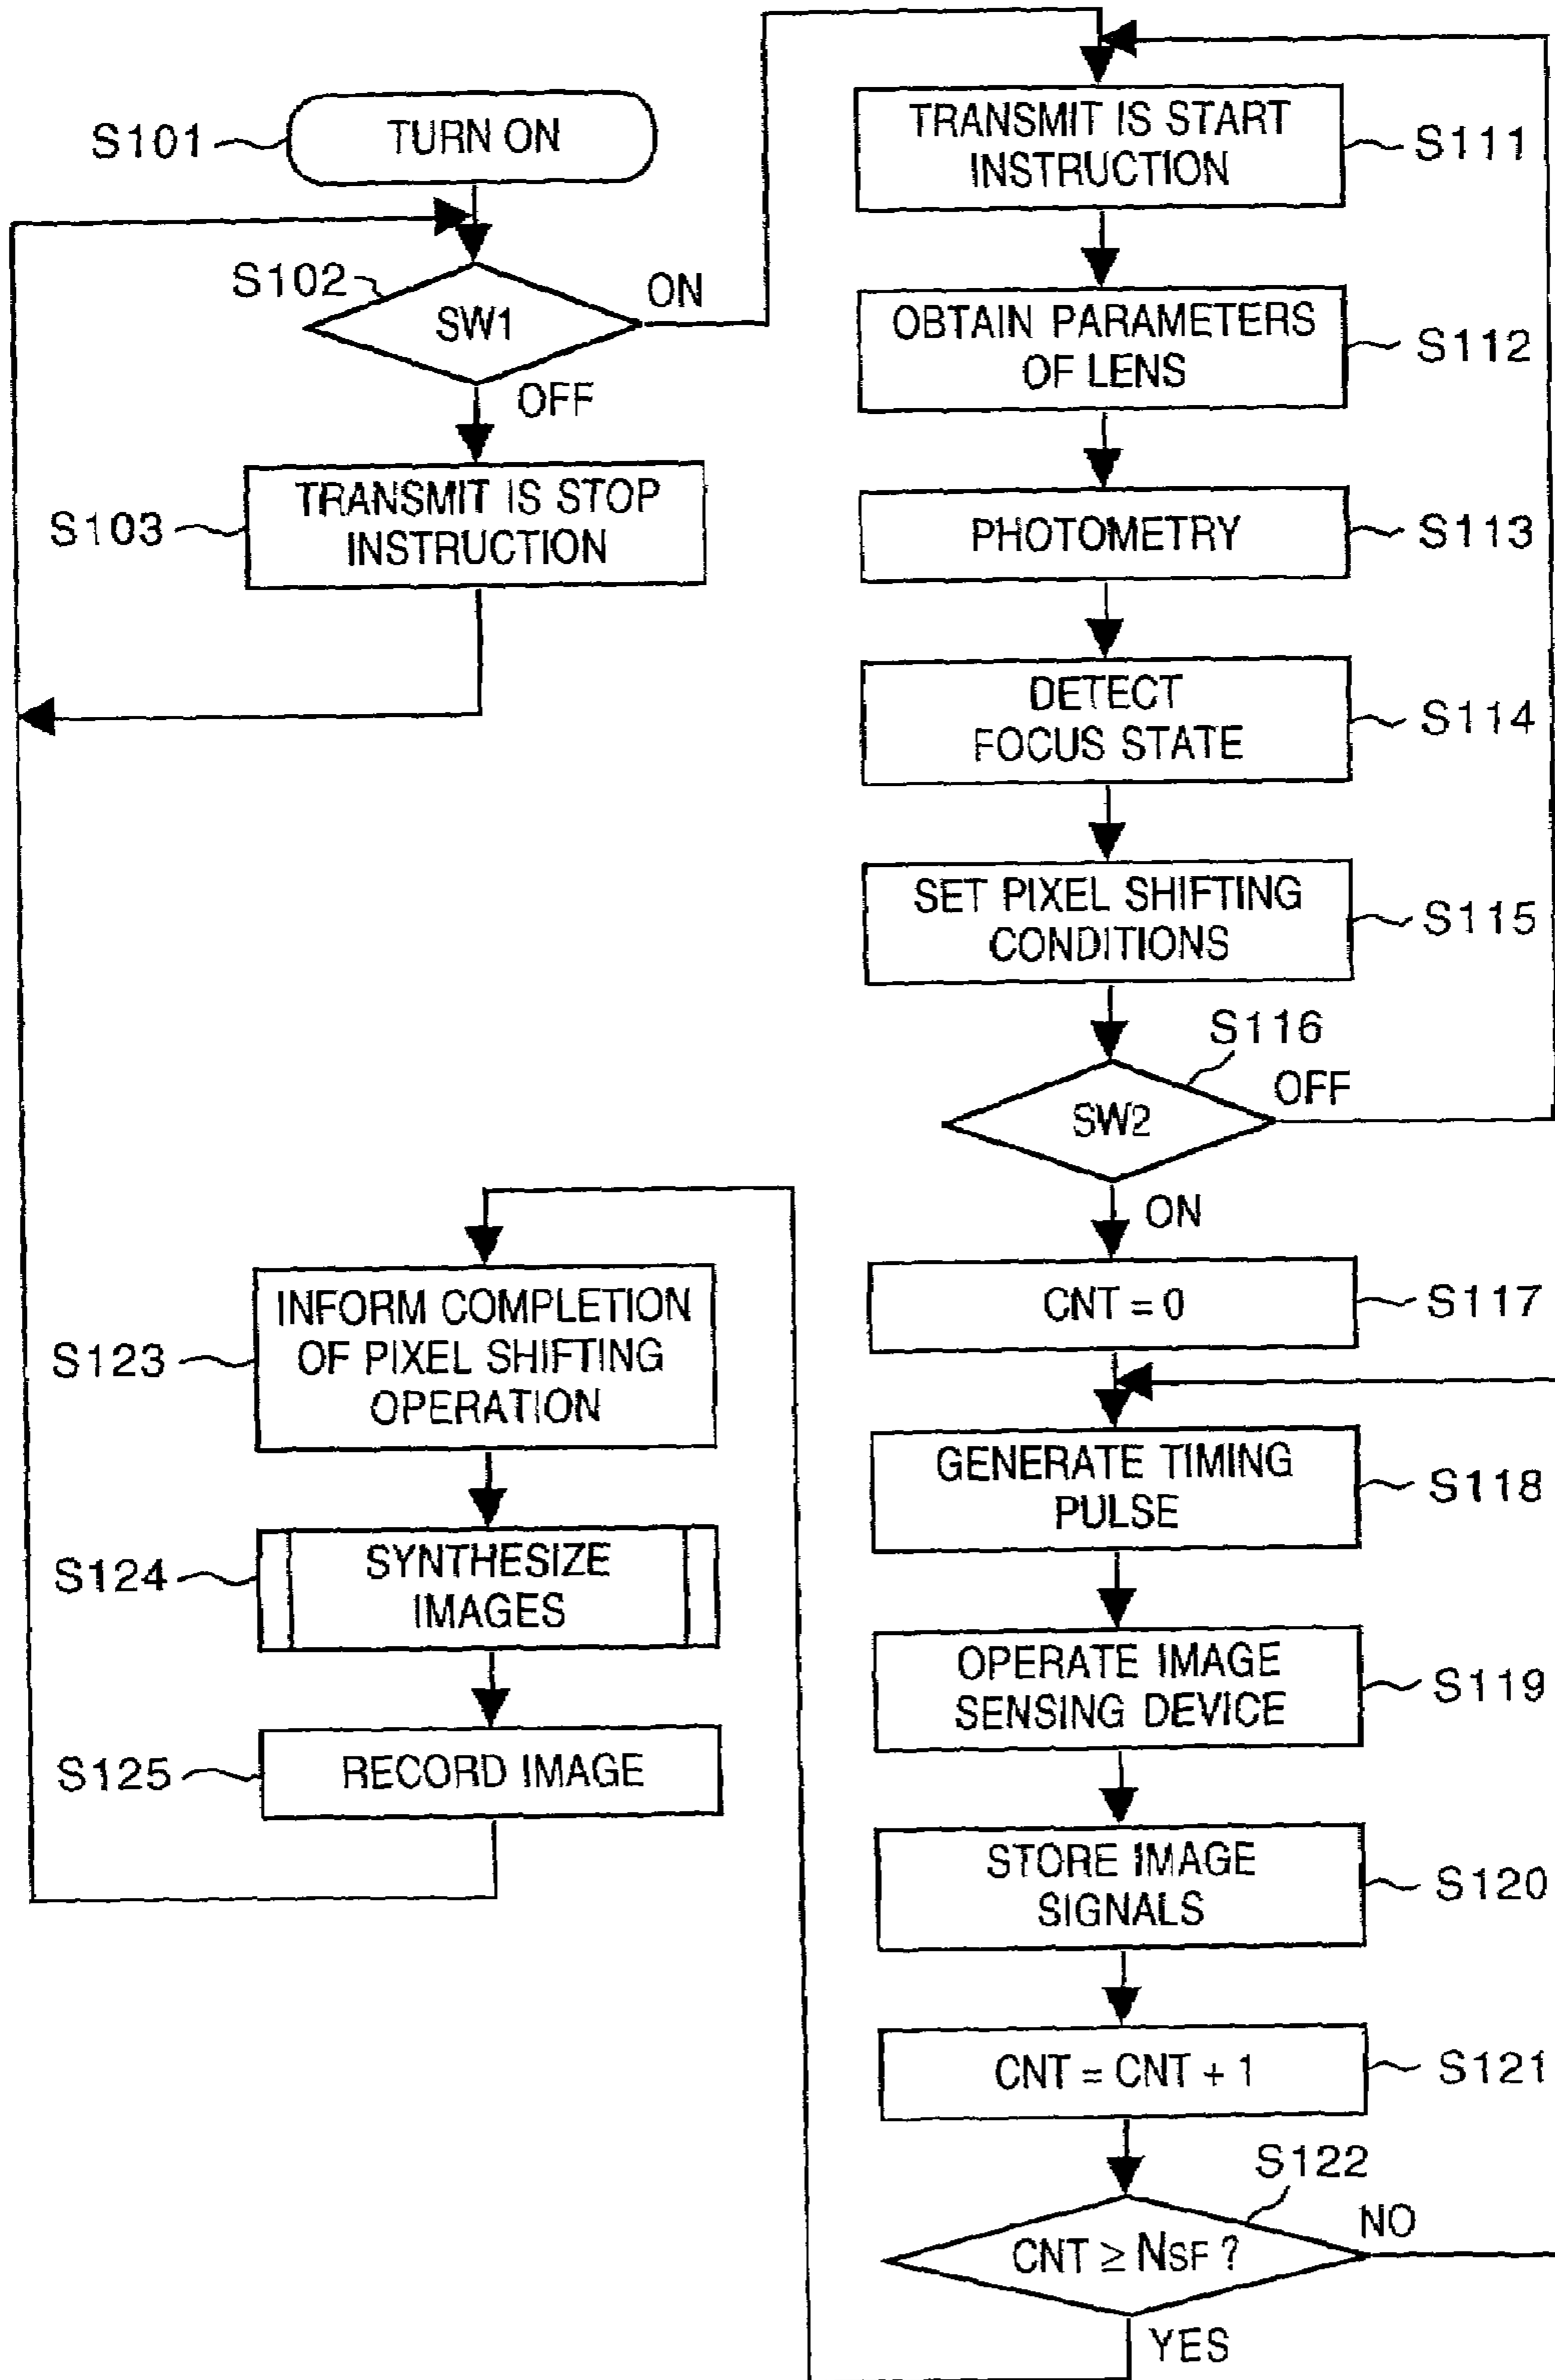 S101
TURN ON
S102
SW1
ON
OFF
S103
TRANSMIT IS STOP
INSTRUCTION
TRANSMIT IS START
INSTRUCTION
S111
OBTAIN PARAMETERS
OF LENS
S112
PHOTOMETRY
S113
DETECT
FOCUS STATE
S114
SET PIXEL SHIFTING
CONDITIONS
S115
S116
SW2
OFF
ON
CNT = 0
S117
GENERATE TIMING
PULSE
S118
OPERATE IMAGE
SENSING DEVICE
S119
STORE IMAGE
SIGNALS
S120
CNT = CNT + 1
S121
S122
CNT ≥ NSF ?
NO
YES
S123
INFORM COMPLETION
OF PIXEL SHIFTING
OPERATION
S124
SYNTHESIZE
IMAGES
S125
RECORD IMAGE